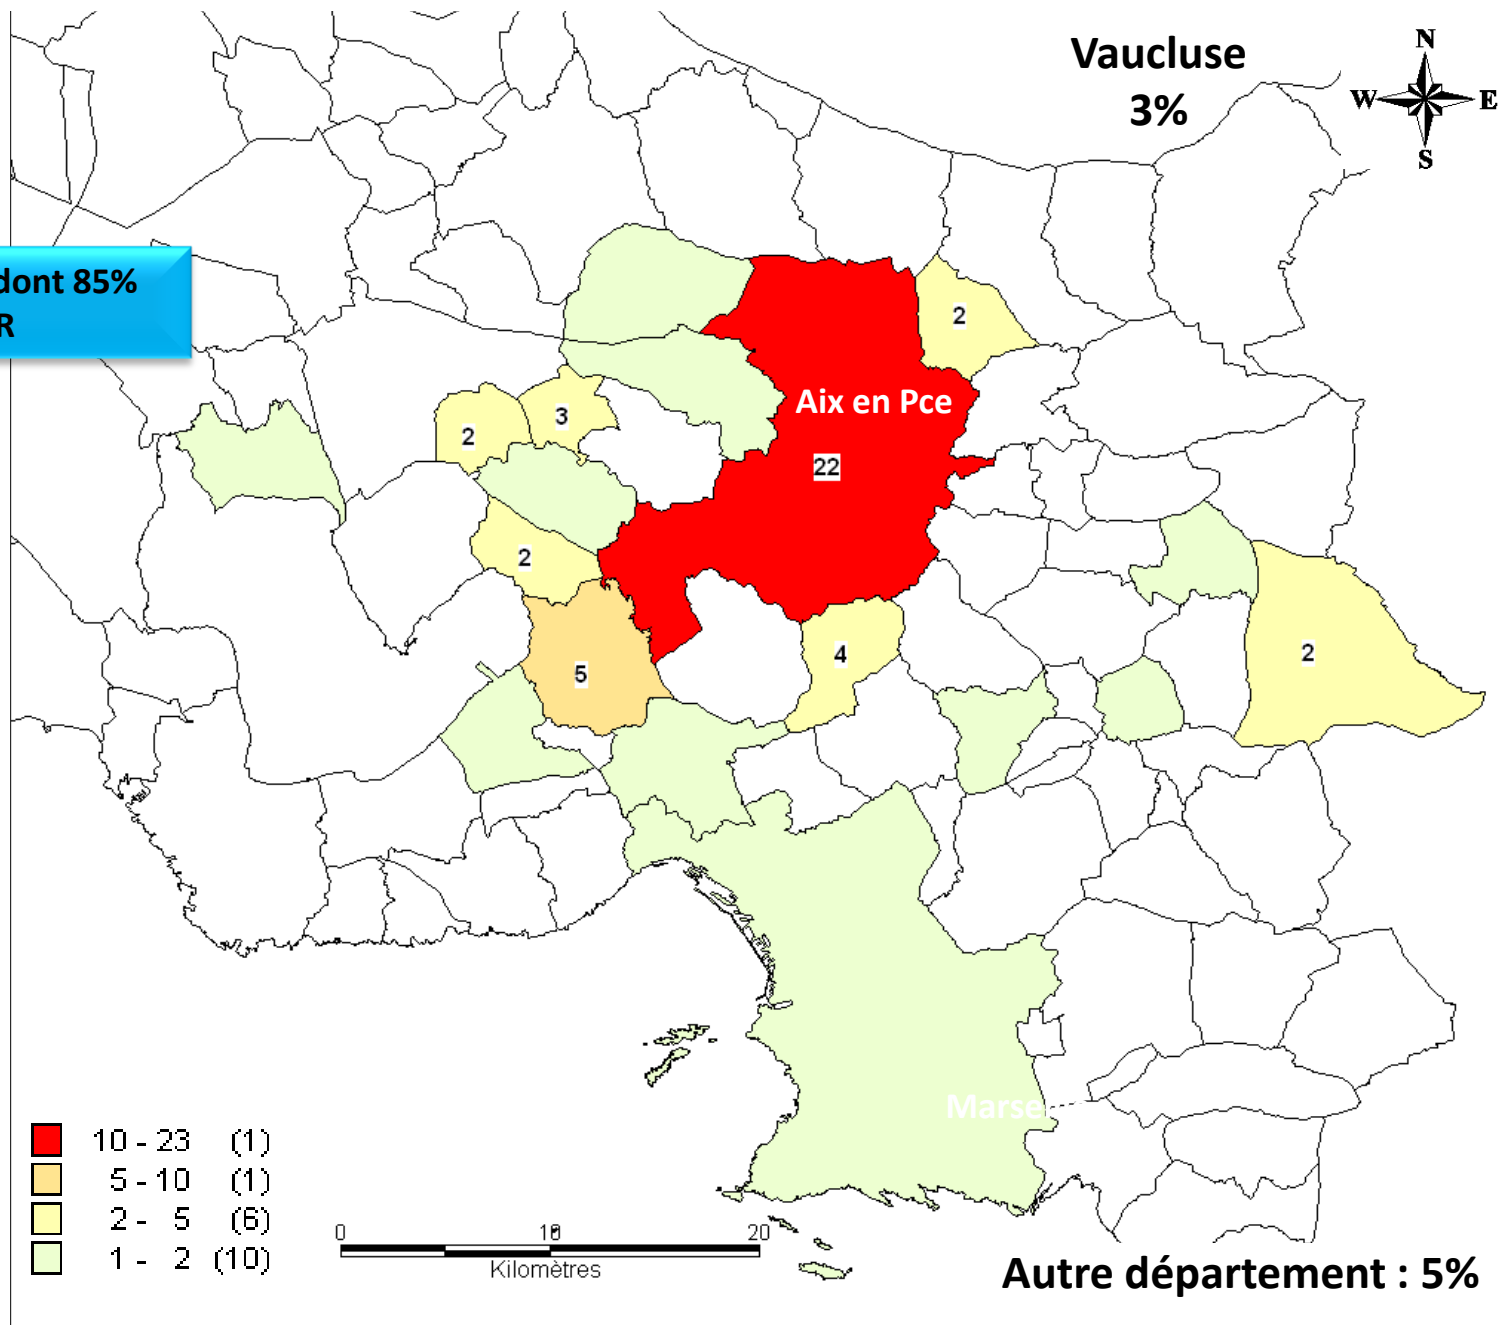 Vaucluse
3%
N
W E
S
dont 85%
R
2
Aix en Pce
3
2
22
2
4
2
5
Marse
10 - 23 (1)
5 - 10 (1)
2 - 5 (6)
1 - 2 (10)
0 10 20
Kilomètres
Autre département : 5%